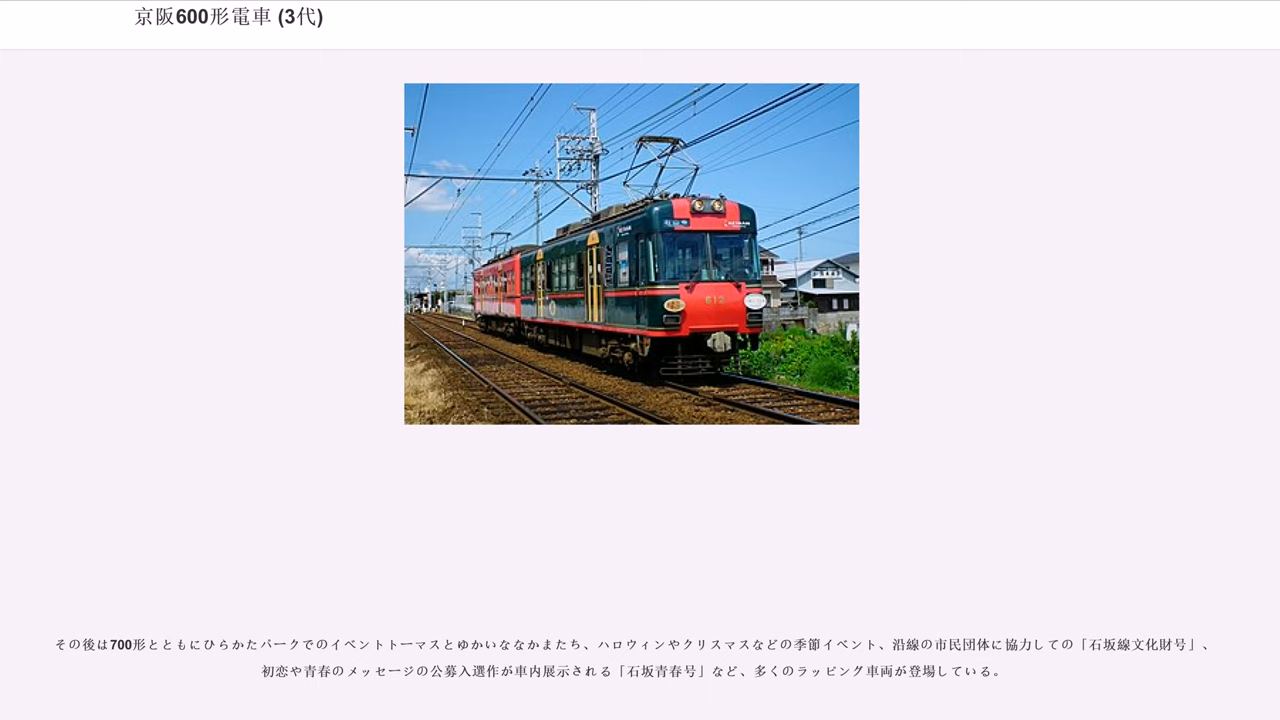 京阪600形電車 (3代)
612
その後は700形とともにひらかたパークでのイベントトーマスとゆかいななかまたち、ハロウィンやクリスマスなどの季節イベント、沿線の市民団体に協力しての「石坂線文化財号」、
初恋や青春のメッセージの公募入選作が車内展示される「石坂青春号」など、多くのラッピング車両が登場している。